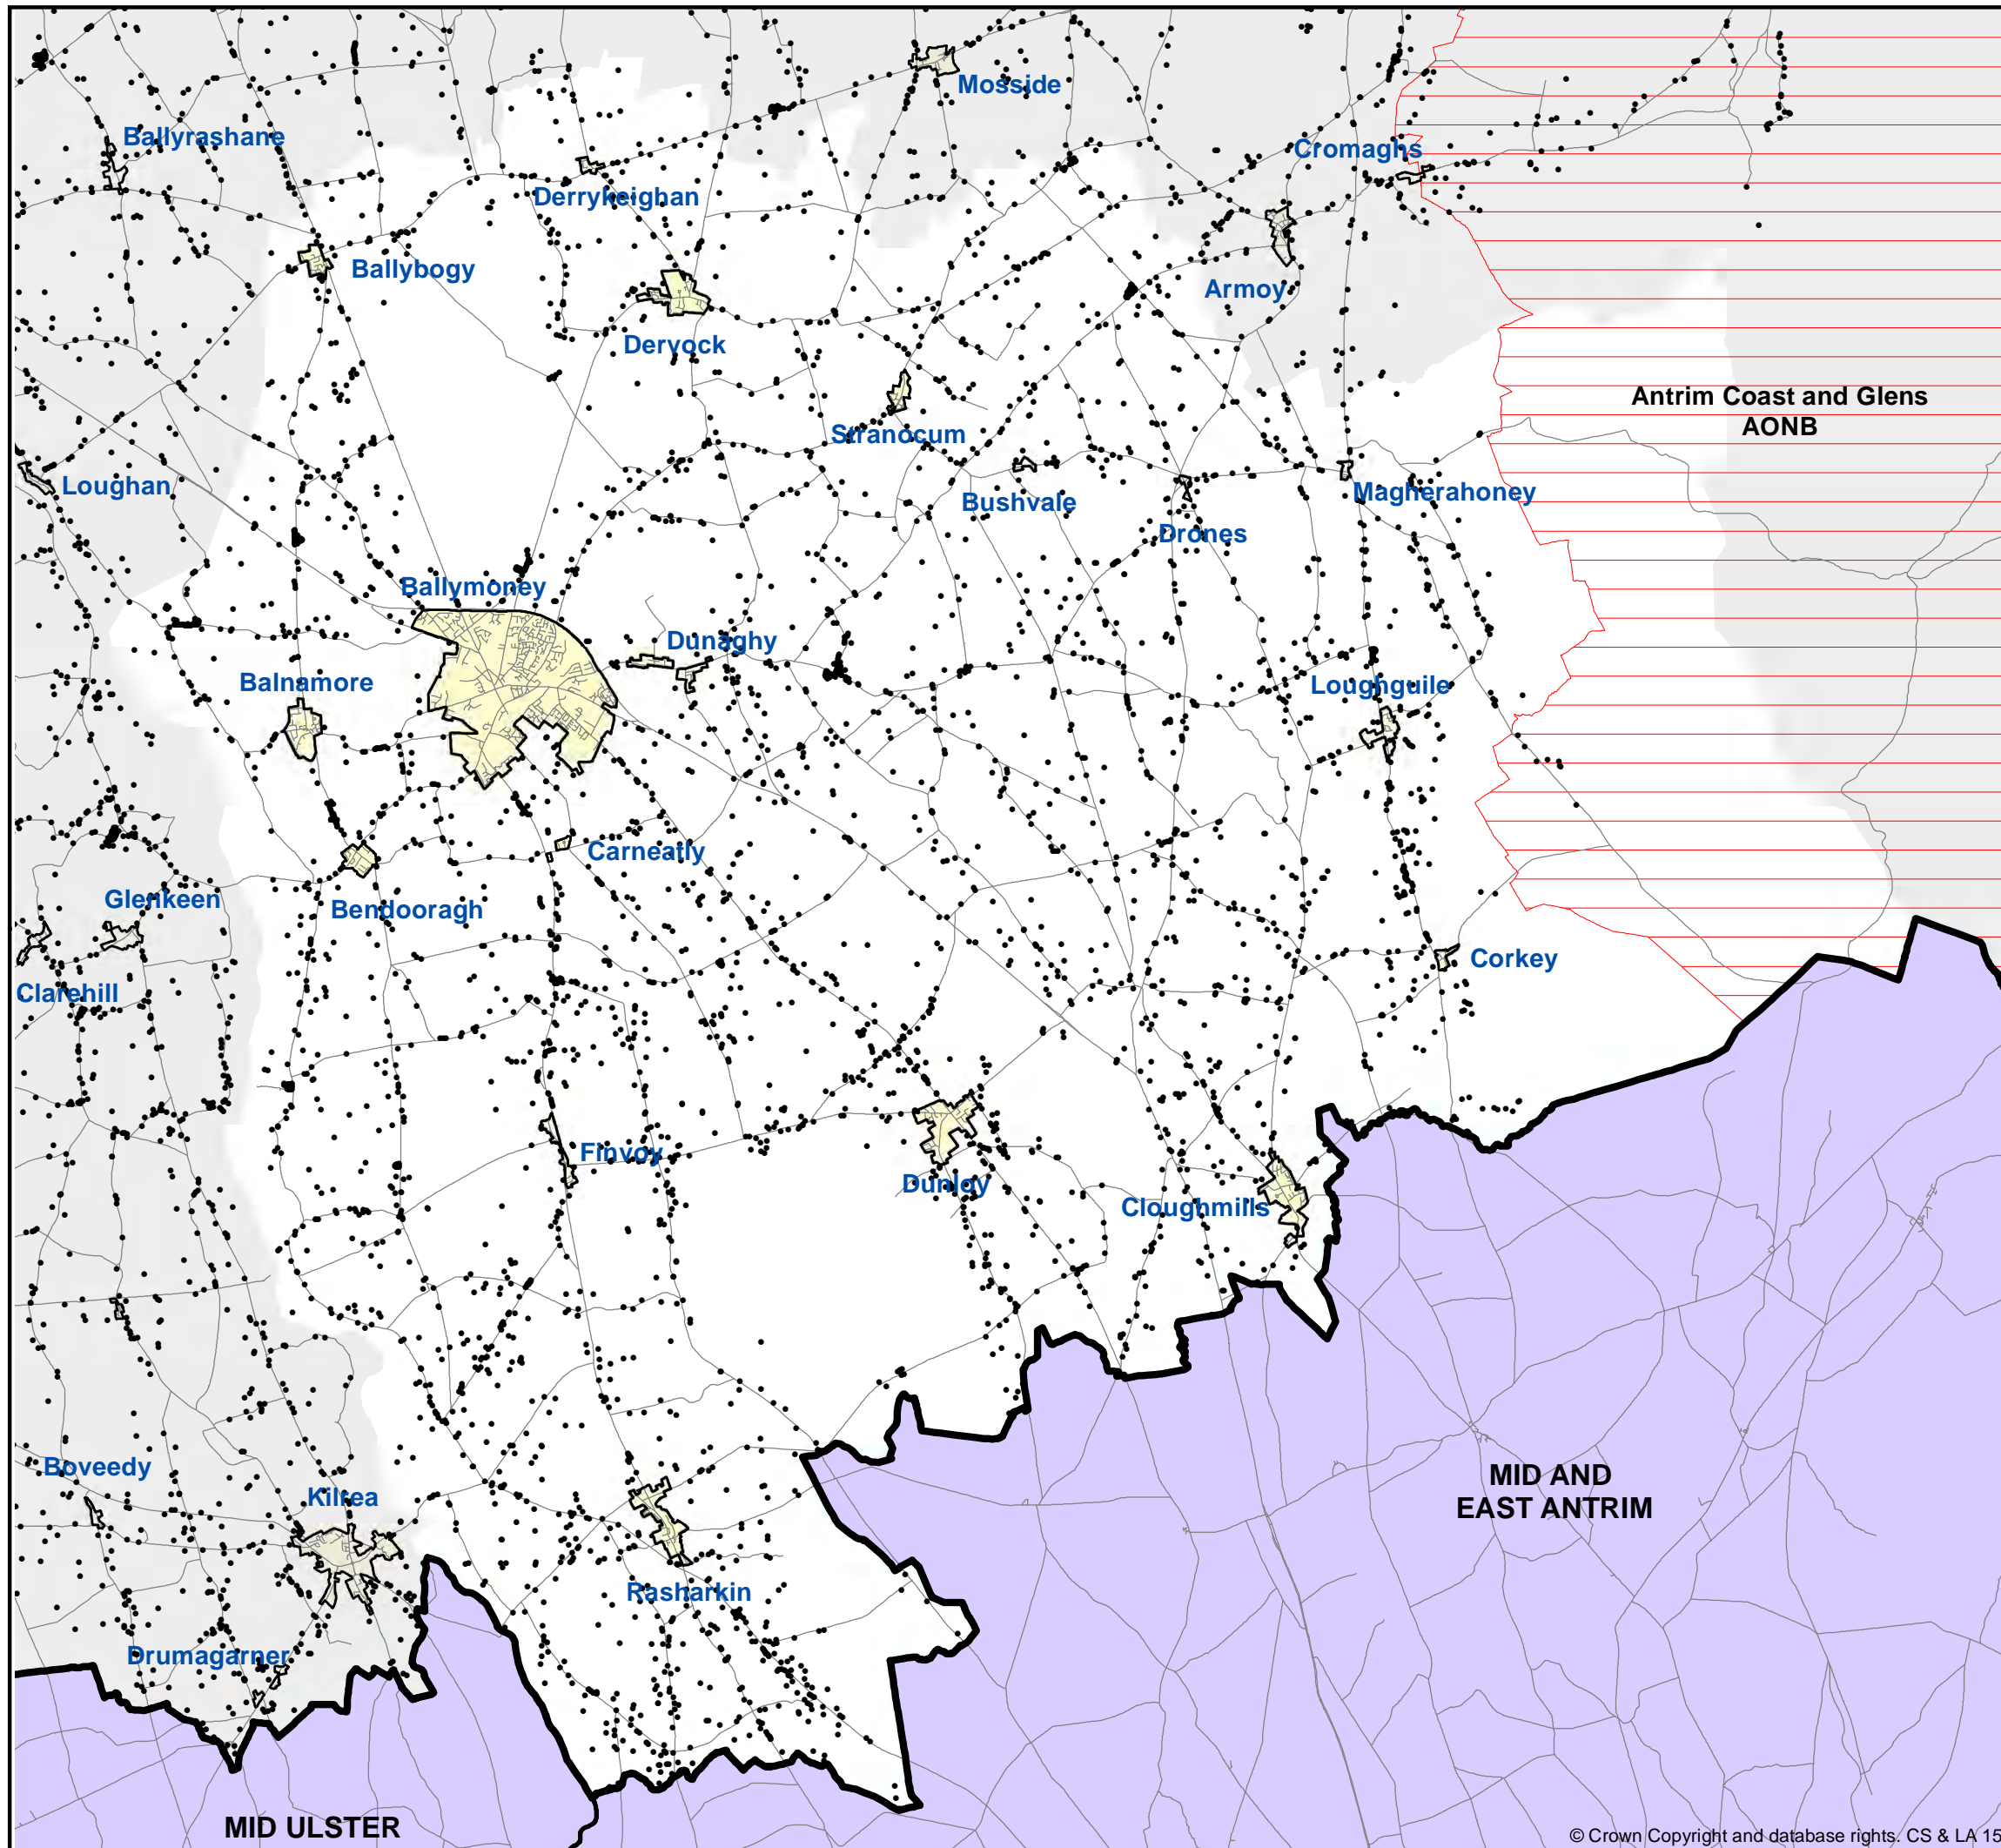 Mosside
Ballyrashane
Cromaghs
Derrykeighan
Ballybogy
Armoy
Dervock
Antrim Coast and Glens
AONB
Stranocum
Loughan
Bushvale
Magherahoney
Drones
Ballymoney
Dunaghy
Balnamore
Loughguile
Carneatly
Glenkeen
Bendooragh
Corkey
Clarehill
Finvoy
Dunloy
Cloughmills
Boveedy
Kilrea
MID AND
EAST ANTRIM
Rasharkin
Drumagarner
MID ULSTER
© Crown Copyright and database rights. CS & LA 15